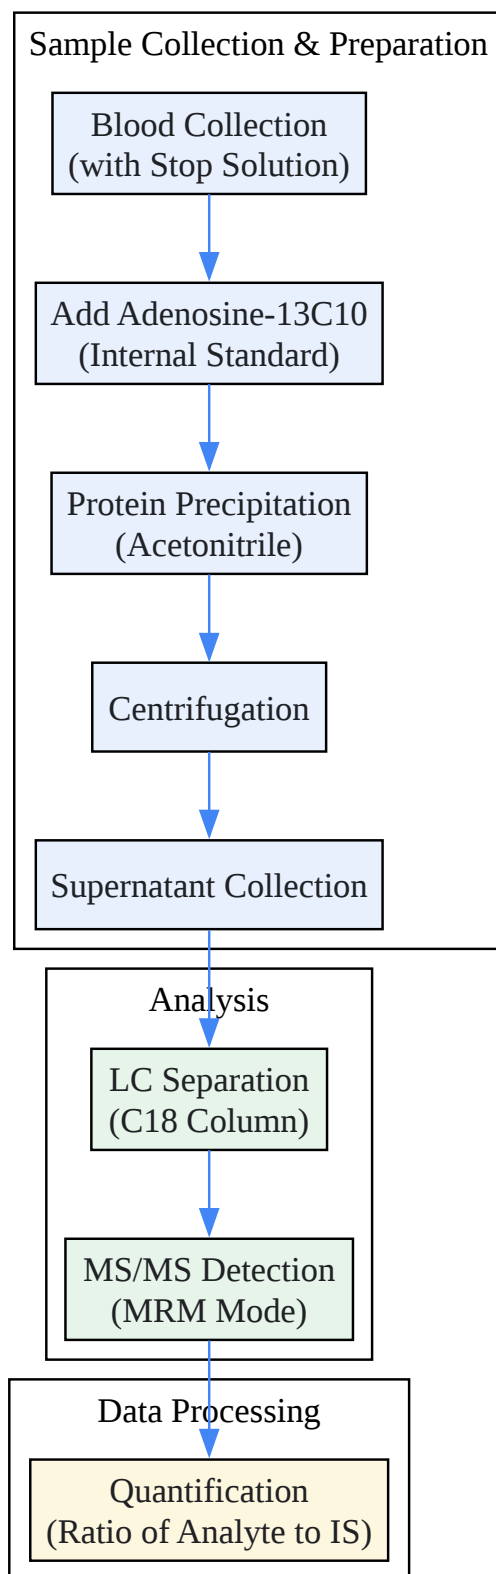 Sample Collection & Preparation
Blood Collection
(with Stop Solution)
Add Adenosine-13C10
(Internal Standard)
Protein Precipitation
(Acetonitrile)
Centrifugation
Supernatant Collection
Analysis
LC Separation
(C18 Column)
MS/MS Detection
(MRM Mode)
Data Processing
Quantification
(Ratio of Analyte to IS)